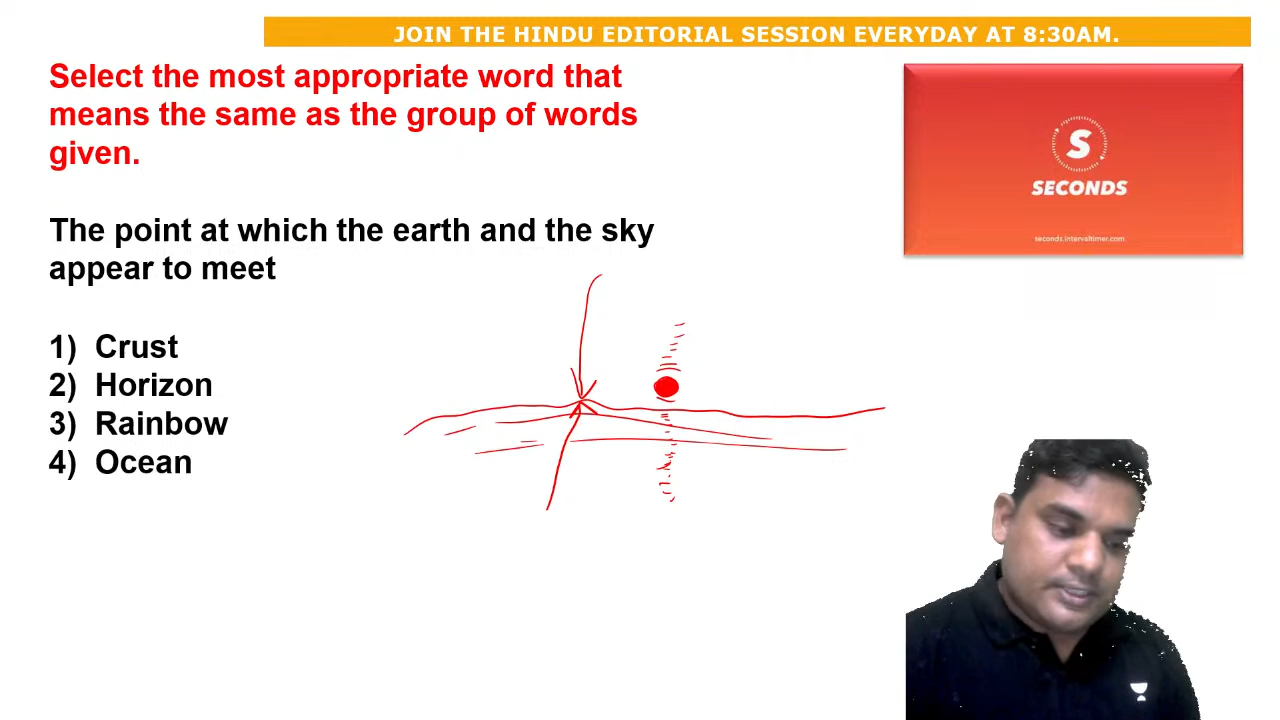 JOIN THE HINDU EDITORIAL SESSION EVERYDAY AT 8:30AM.
Select the most appropriate word that
means the same as the group of words
given.
The point at which the earth and the sky
appear to meet
1) Crust
2) Horizon
3) Rainbow
4) Ocean
S
SECONDS
seconds.intervaltimer.com